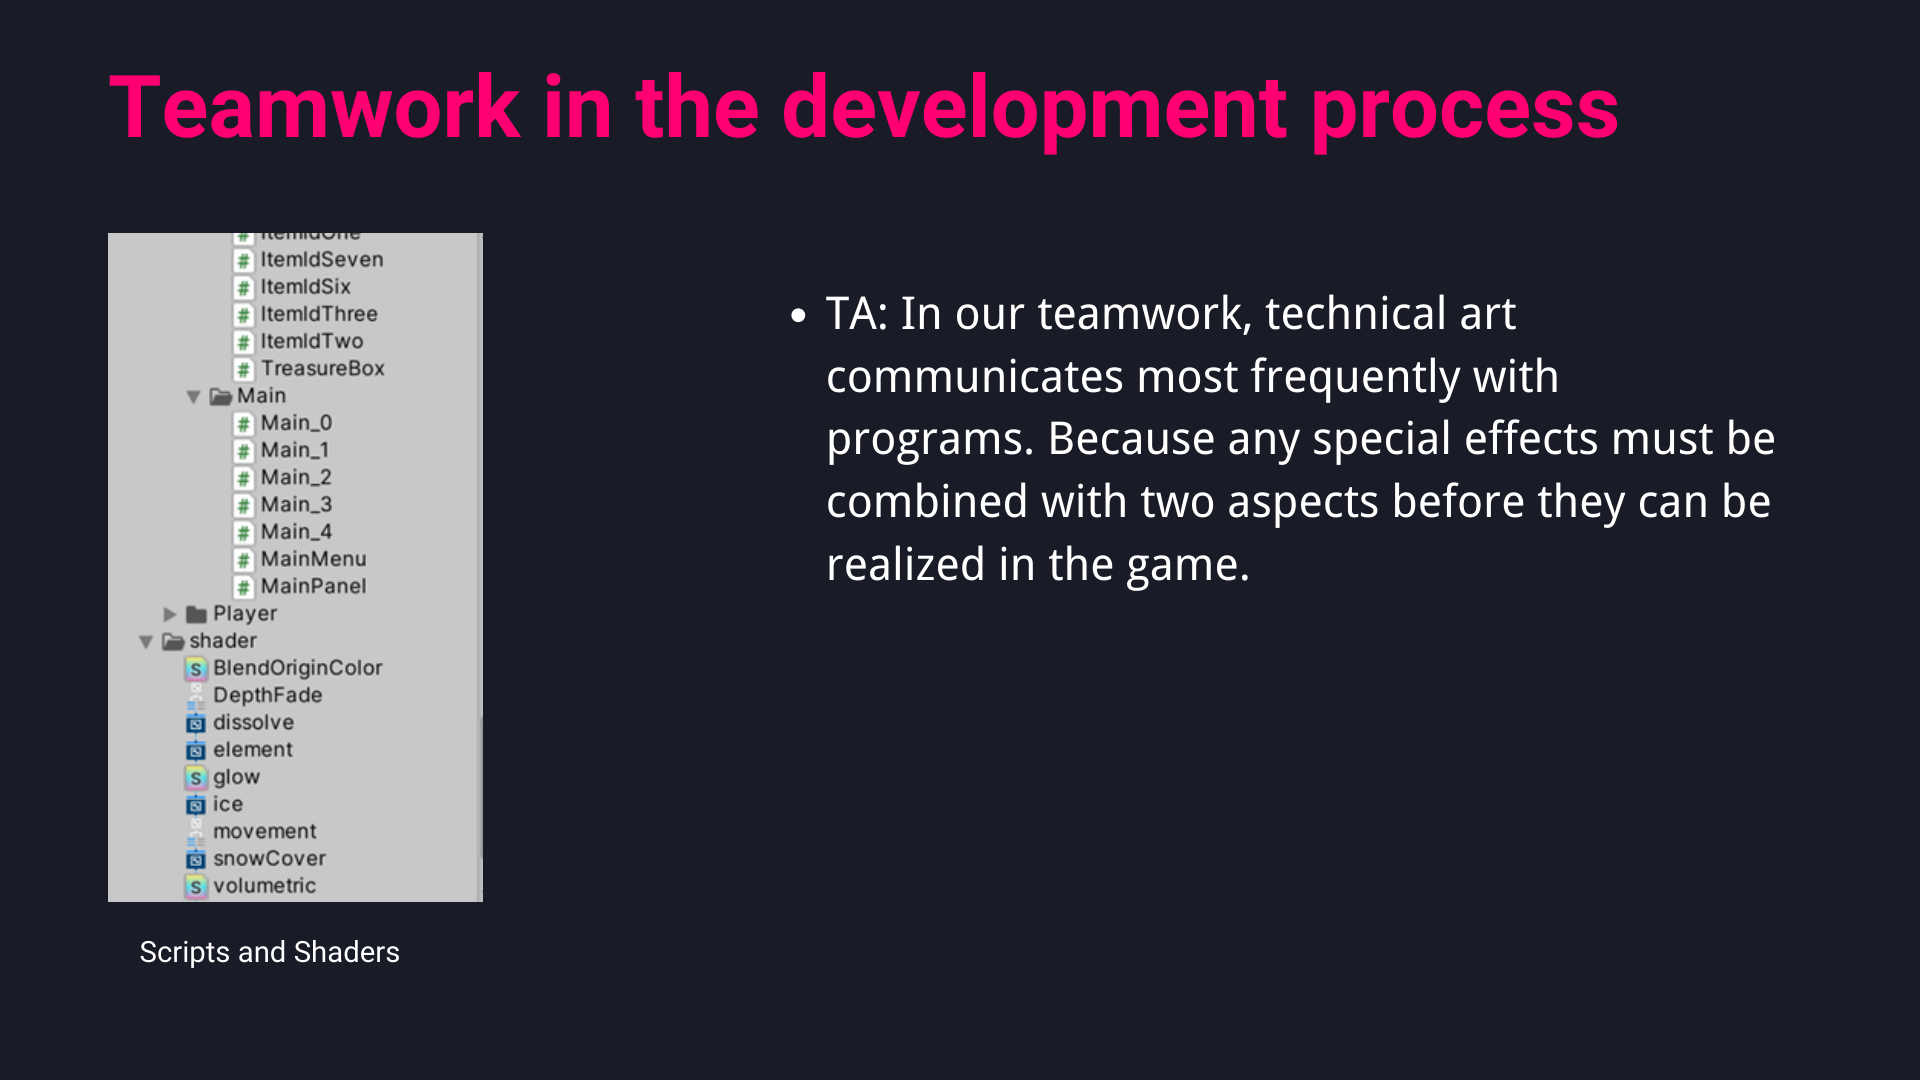 Teamwork in the development process
ItemIdOne
ItemIdSeven
ItemIdSix
ItemIdThree
ItemIdTwo
TreasureBox
Main
Main_0
Main_1
Main_2
Main_3
Main_4
MainMenu
MainPanel
Player
shader
BlendOriginColor
DepthFade
dissolve
element
glow
ice
movement
snowCover
volumetric
Scripts and Shaders
• TA: In our teamwork, technical art
communicates most frequently with
programs. Because any special effects must be
combined with two aspects before they can be
realized in the game.